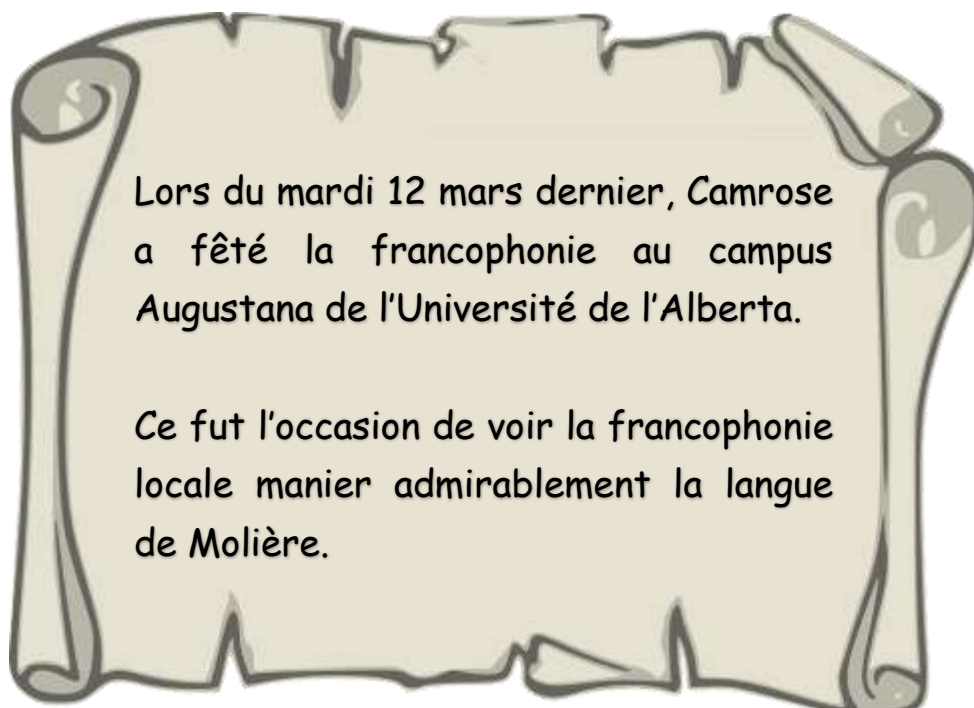 Lors du mardi 12 mars dernier, Camrose
a fêté la francophonie au campus
Augustana de l'Université de l'Alberta.
Ce fut l'occasion de voir la francophonie
locale manier admirablement la langue
de Molière.